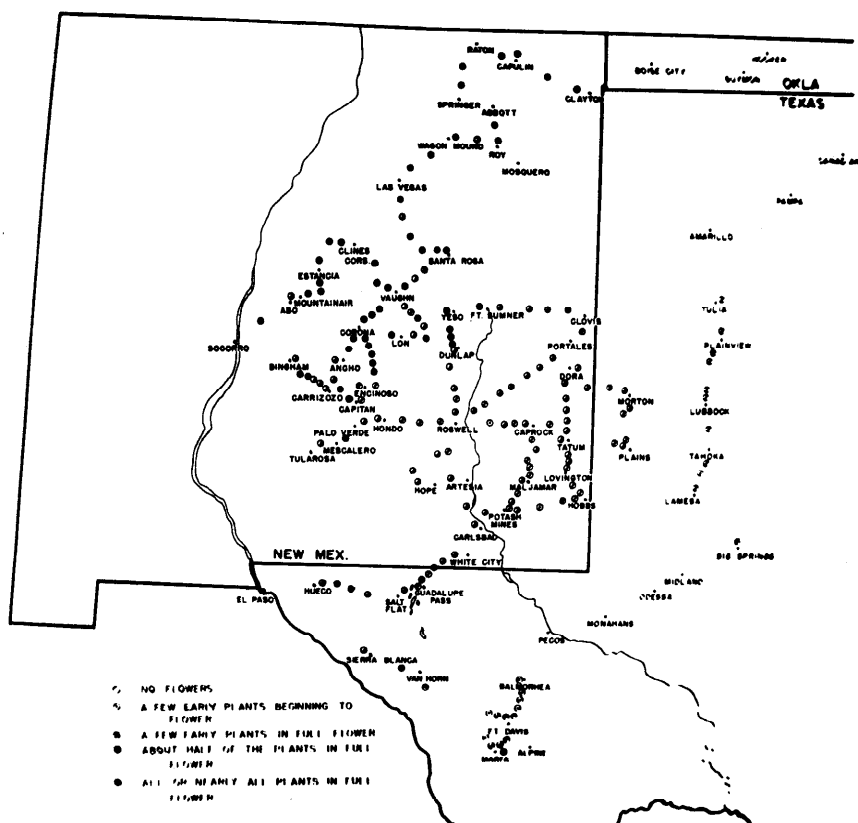 RATON
CAPULIN
BOISE CITY
GUYMON
OKLA
TEXAS
SPRINGER
ABBOTT
CLAYTON
WAGON MOUND
ROY
MOSQUERO
LAS VEGAS
PAMPA
AMARILLO
CLINES
CORS.
SANTA ROSA
ESTANCIA
MOUNTAINAIR
ABO
VAUGHN
YESO
FT. SUMNER
CLOVIS
TULIA
SOCORRO
CORONA
LON
DUNLAP
PORTALES
PLAINVIEW
BINGHAM
ANCHO
DORA
CARRIZOZO
ENCINOSO
CAPITAN
MORTON
LUBBOCK
PALO VERDE
HONDO
ROSWELL
CAPROCK
TATUM
MESCALERO
TULAROSA
PLAINS
TAHOKA
HOPE
ARTESIA
MALJAMAR
LOVINGTON
LAMESA
POTASH
MINES
HOBBS
CARLSBAD
NEW MEX.
WHITE CITY
BIG SPRINGS
EL PASO
HUECO
SALT
FLAT
GUADALUPE
PASS
MIDLAND
ODESSA
MONAHANS
PECOS
SIERRA BLANCA
VAN HORN
BALMORHEA
FT. DAVIS
MARFA
ALPINE
NO FLOWERS
A FEW EARLY PLANTS BEGINNING TO
FLOWER
A FEW EARLY PLANTS IN FULL FLOWER
ABOUT HALF OF THE PLANTS IN FULL
FLOWER
ALL OR NEARLY ALL PLANTS IN FULL
FLOWER